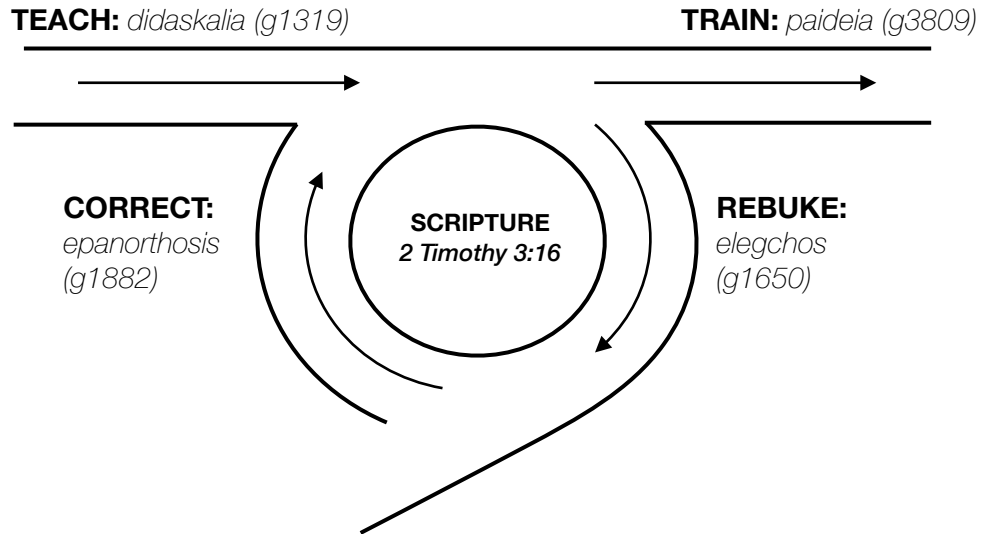 TEACH: didaskalia (g1319)
TRAIN: paideia (g3809)
CORRECT:
epanorthosis
(g1882)
SCRIPTURE
2 Timothy 3:16
REBUKE:
elegchos
(g1650)